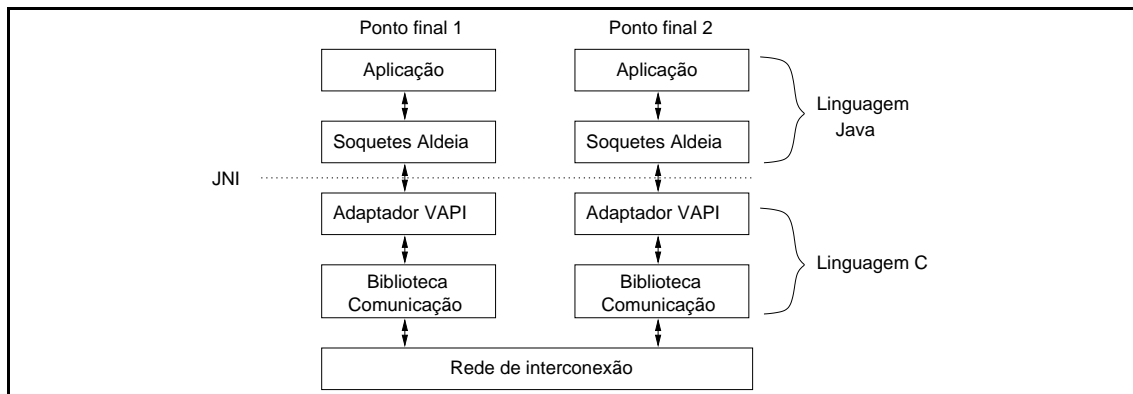 Ponto final 1
Ponto final 2
Aplicação
Aplicação
Linguagem
Java
Soquetes Aldeia
Soquetes Aldeia
JNI
Adaptador VAPI
Adaptador VAPI
Linguagem C
Biblioteca
Comunicação
Biblioteca
Comunicação
Rede de interconexão